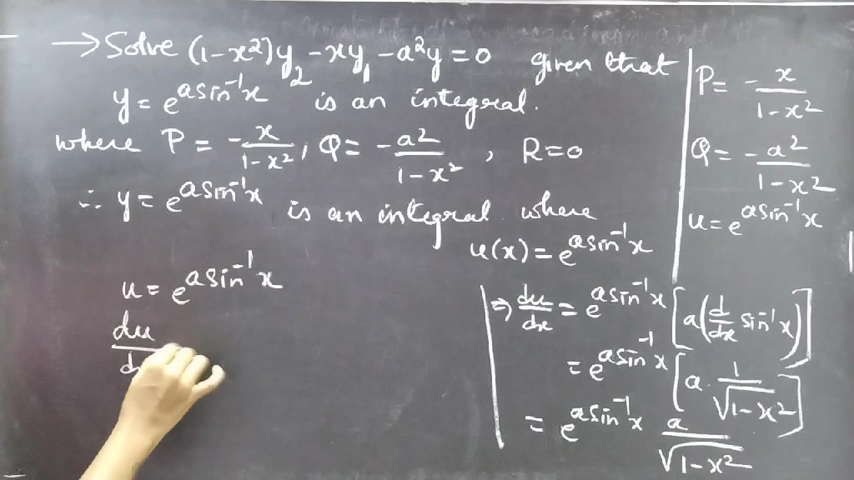 → Solve (1-x²)y₂ - xy₁ - a²y = 0 given that
y = e^{a sin⁻¹x} is an integral.
where P = -x/(1-x²), Q = -a²/(1-x²), R = 0
∴ y = e^{a sin⁻¹x} is an integral where
u(x) = e^{a sin⁻¹x}
u = e^{a sin⁻¹x}
du/d
⇒ du/dx = e^{a sin⁻¹x} [a(d/dx sin⁻¹x)]
= e^{a sin⁻¹x} [a · 1/√(1-x²)]
= e^{a sin⁻¹x} a/√(1-x²)
P = -x/(1-x²)
Q = -a²/(1-x²)
u = e^{a sin⁻¹x}